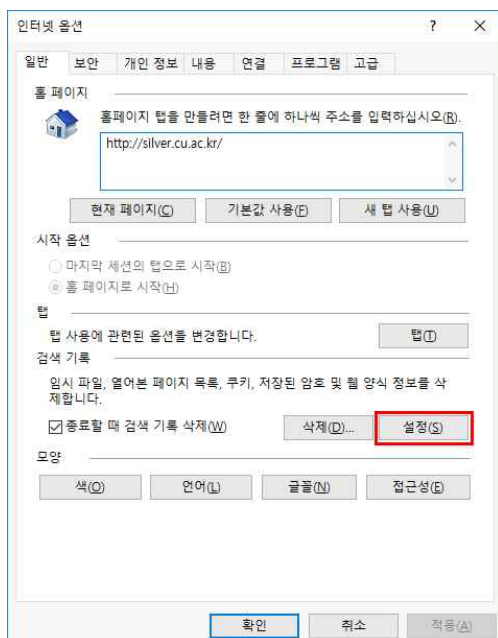 인터넷 옵션 ? ×
일반 보안 개인 정보 내용 연결 프로그램 고급
홈 페이지
홈페이지 탭을 만들려면 한 줄에 하나씩 주소를 입력하십시오(R).
http://silver.cu.ac.kr/
현재 페이지(C) 기본값 사용(F) 새 탭 사용(U)
시작 옵션
마지막 세션의 탭으로 시작(B)
홈 페이지로 시작(H)
탭
탭 사용에 관련된 옵션을 변경합니다. 탭(T)
검색 기록
임시 파일, 열어본 페이지 목록, 쿠키, 저장된 암호 및 웹 양식 정보를 삭
제합니다.
종료할 때 검색 기록 삭제(W) 삭제(D)... 설정(S)
모양
색(O) 언어(L) 글꼴(N) 접근성(E)
확인 취소 적용(A)